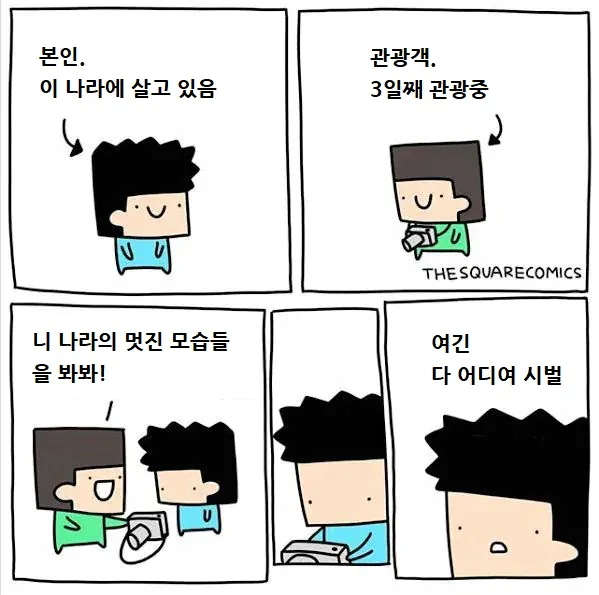 본인.
이 나라에 살고 있음
관광객.
3일째 관광중
THESQUARECOMICS
니 나라의 멋진 모습들
을 봐봐!
여긴
다 어디여 시벌